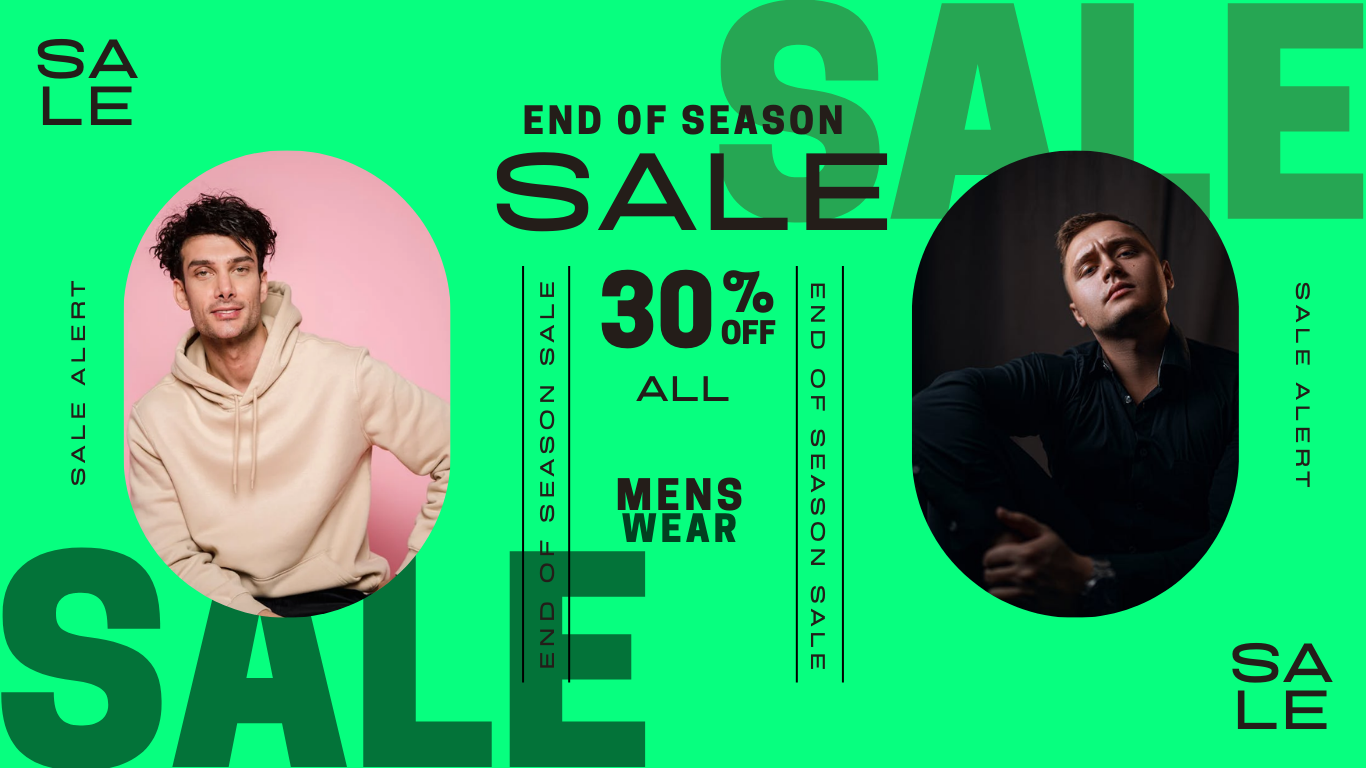 SALE
SA
LE
END OF SEASON
SALE
SALE ALERT
END OF SEASON SALE
30%
OFF
ALL
MENS
WEAR
END OF SEASON SALE
SALE ALERT
SALE
SA
LE